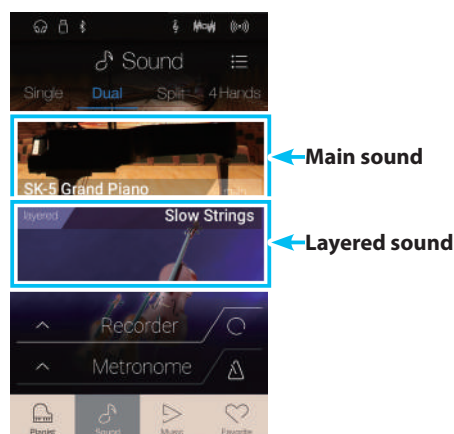 Sound
Single Dual Split 4 Hands
SK-5 Grand Piano main
Main sound
layered Slow Strings
Layered sound
Recorder
Metronome
Pianist Sound Music Favorite